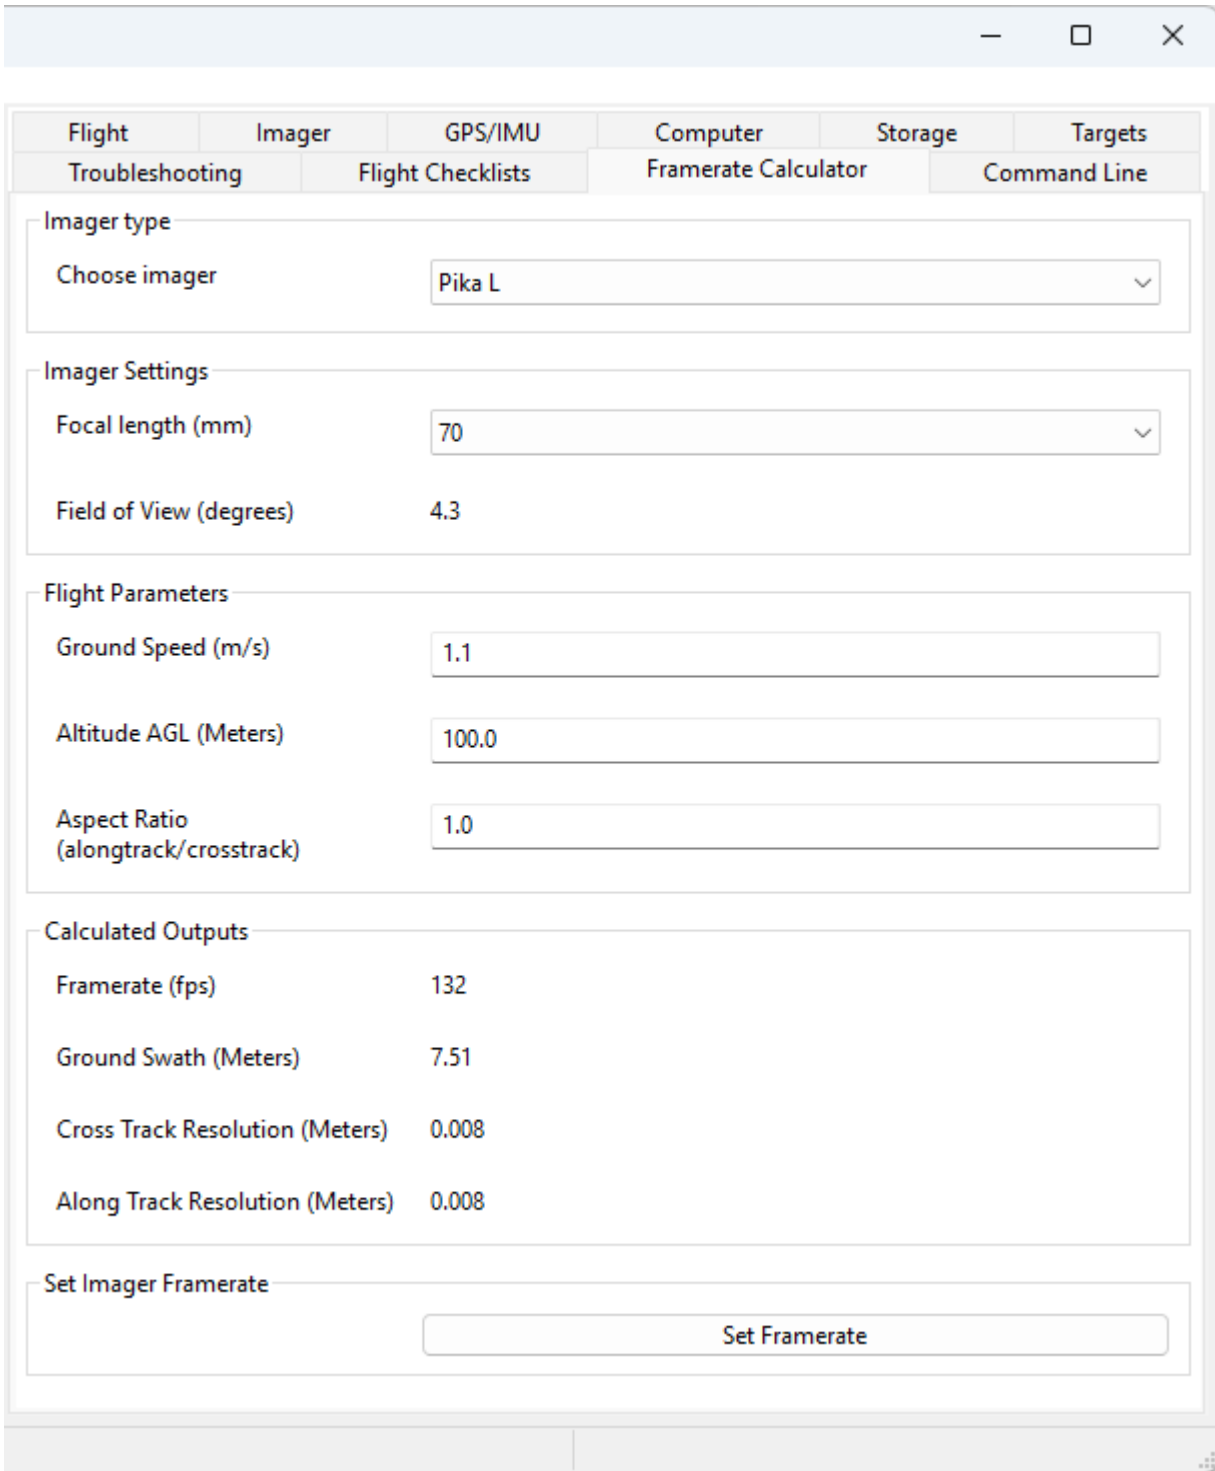 Flight Imager GPS/IMU Computer Storage Targets
Troubleshooting Flight Checklists Framerate Calculator Command Line
Imager type
Choose imager Pika L
Imager Settings
Focal length (mm) 70
Field of View (degrees) 4.3
Flight Parameters
Ground Speed (m/s) 1.1
Altitude AGL (Meters) 100.0
Aspect Ratio 1.0
(alongtrack/crosstrack)
Calculated Outputs
Framerate (fps) 132
Ground Swath (Meters) 7.51
Cross Track Resolution (Meters) 0.008
Along Track Resolution (Meters) 0.008
Set Imager Framerate
Set Framerate